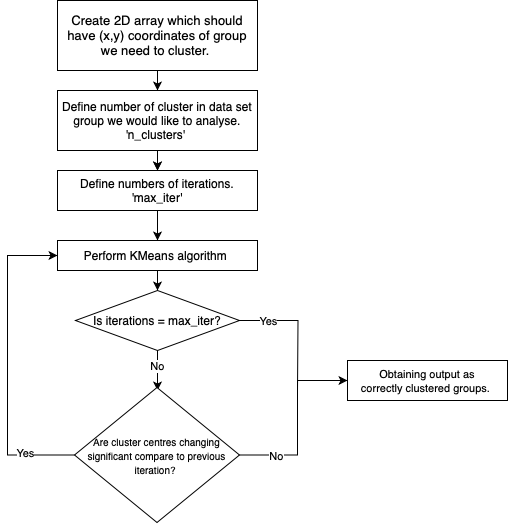 Create 2D array which should
have (x,y) coordinates of group
we need to cluster.
Define number of cluster in data set
group we would like to analyse.
'n_clusters'
Define numbers of iterations.
'max_iter'
Perform KMeans algorithm
Is iterations = max_iter?
Yes
No
Obtaining output as
correctly clustered groups.
Are cluster centres changing
significant compare to previous
iteration?
Yes
No